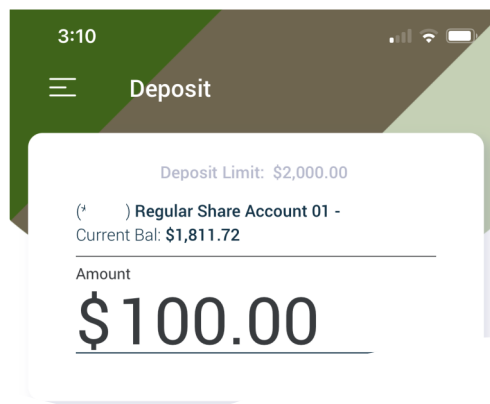 3:10
Deposit
Deposit Limit: $2,000.00
( ) Regular Share Account 01 -
Current Bal: $1,811.72
Amount
$100.00